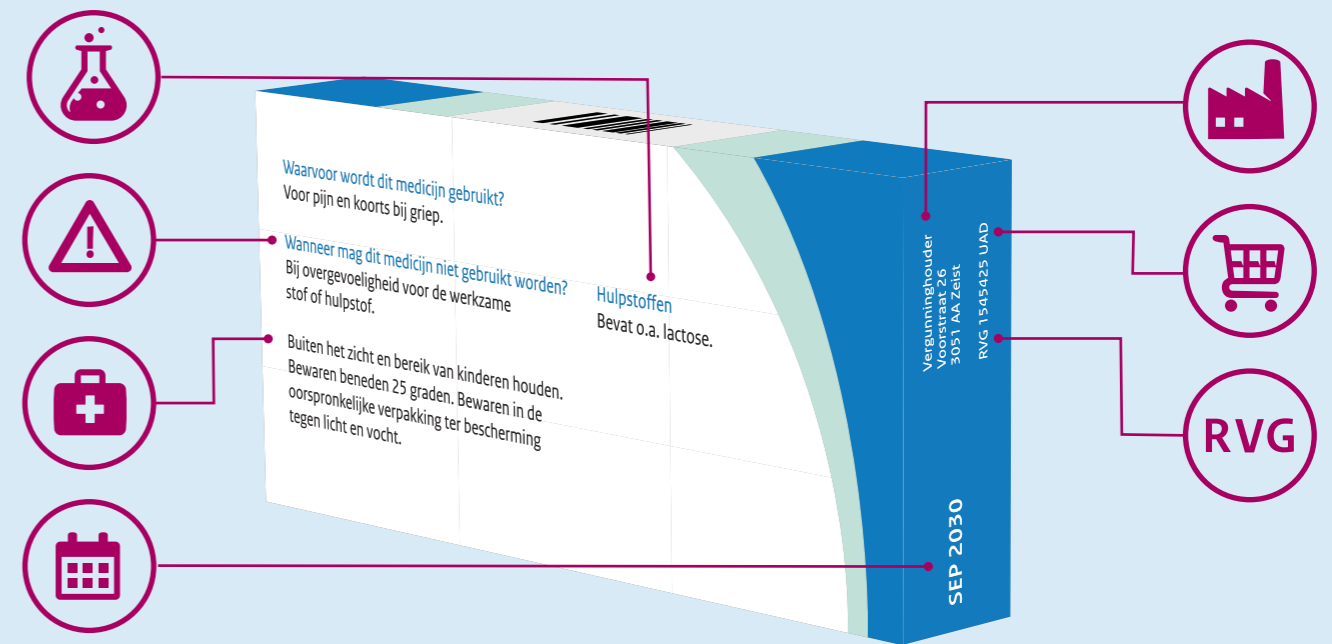 Waarvoor wordt dit medicijn gebruikt?
Voor pijn en koorts bij griep.
Wanneer mag dit medicijn niet gebruikt worden?
Bij overgevoeligheid voor de werkzame
stof of hulpstof.
Buiten het zicht en bereik van kinderen houden.
Bewaren beneden 25 graden. Bewaren in de
oorspronkelijke verpakking ter bescherming
tegen licht en vocht.
Hulpstoffen
Bevat o.a. lactose.
Vergunninghouder
Voorstraat 26
3051 AA Zeist
RVG 15454425 UAD
SEP 2030
RVG